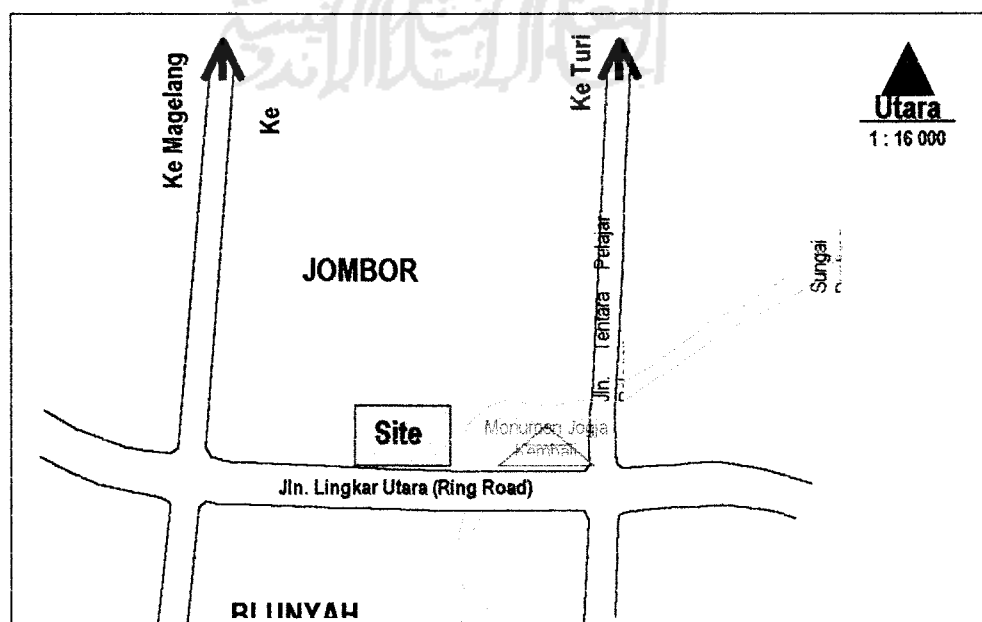 Ke Magelang
Ke
Ke Turi
Utara
1 : 16 000
JOMBOR
Jln. Tentara Pelajar
Sungai
Site
Monumen Jogja
Kembali
Jln. Lingkar Utara (Ring Road)
BLUNYAH